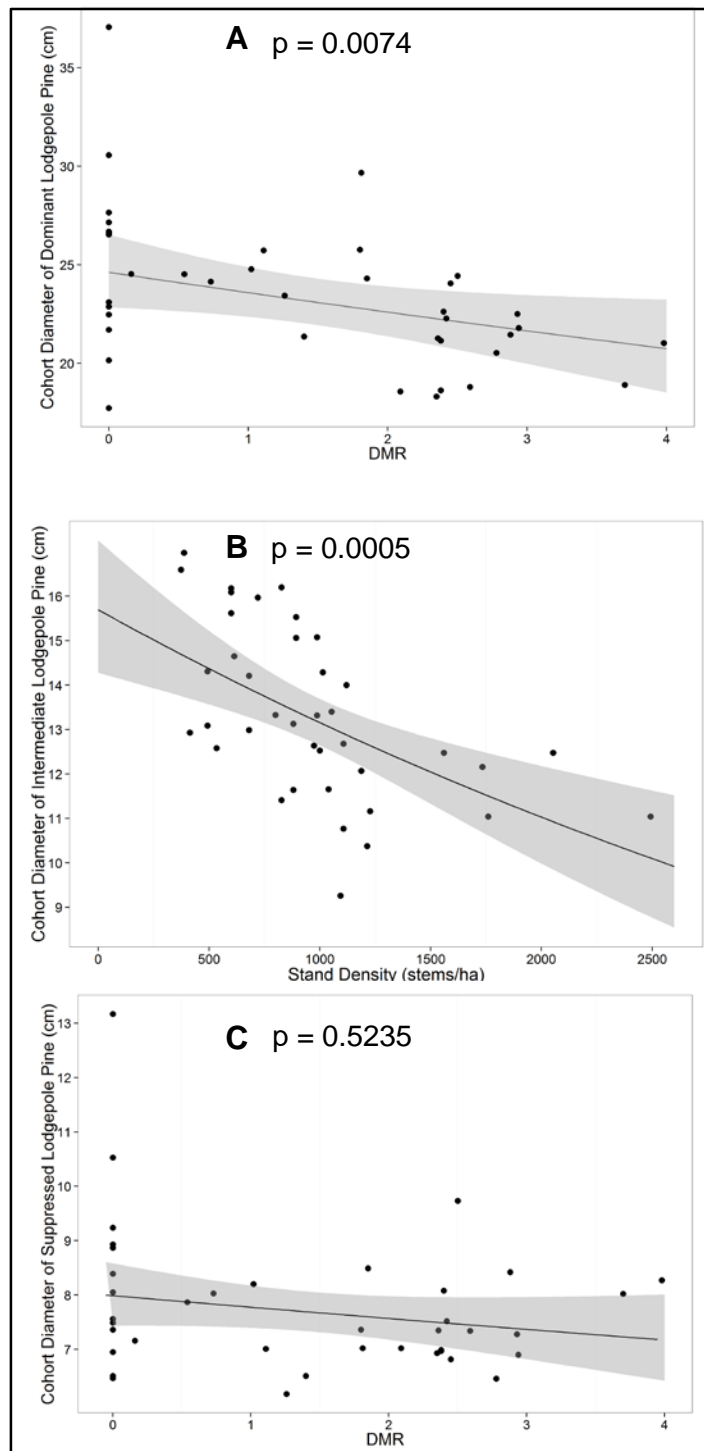 A p = 0.0074
Cohort Diameter of Dominant Lodgepole Pine (cm)
35
30
25
20
0 1 2 3 4
DMR
B p = 0.0005
Cohort Diameter of Intermediate Lodgepole Pine (cm)
16
15
14
13
12
11
10
9
0 500 1000 1500 2000 2500
Stand Density (stems/ha)
C p = 0.5235
Cohort Diameter of Suppressed Lodgepole Pine (cm)
13
12
11
10
9
8
7
0 1 2 3 4
DMR